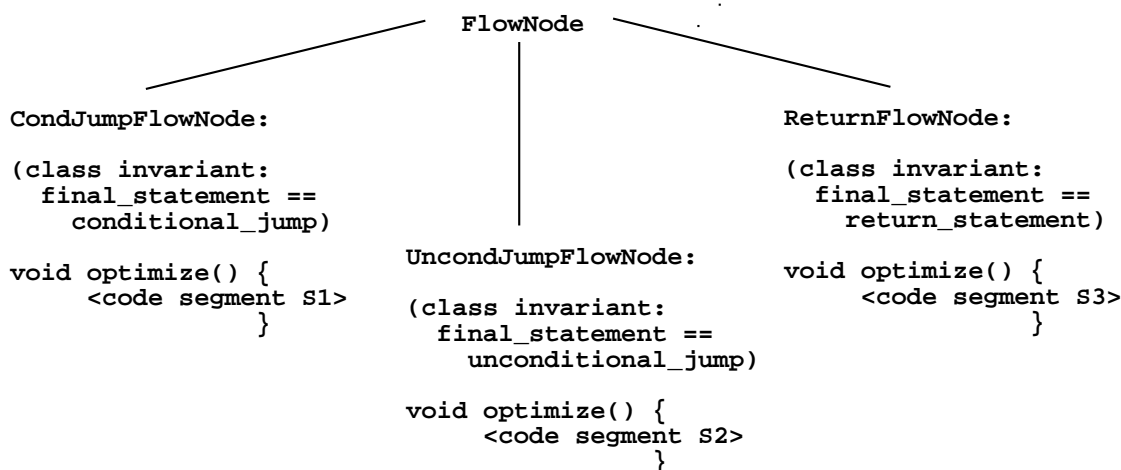 FlowNode
CondJumpFlowNode:
(class invariant:
final_statement ==
conditional_jump)
void optimize() {
<code segment S1>
}
UncondJumpFlowNode:
(class invariant:
final_statement ==
unconditional_jump)
void optimize() {
<code segment S2>
}
ReturnFlowNode:
(class invariant:
final_statement ==
return_statement)
void optimize() {
<code segment S3>
}